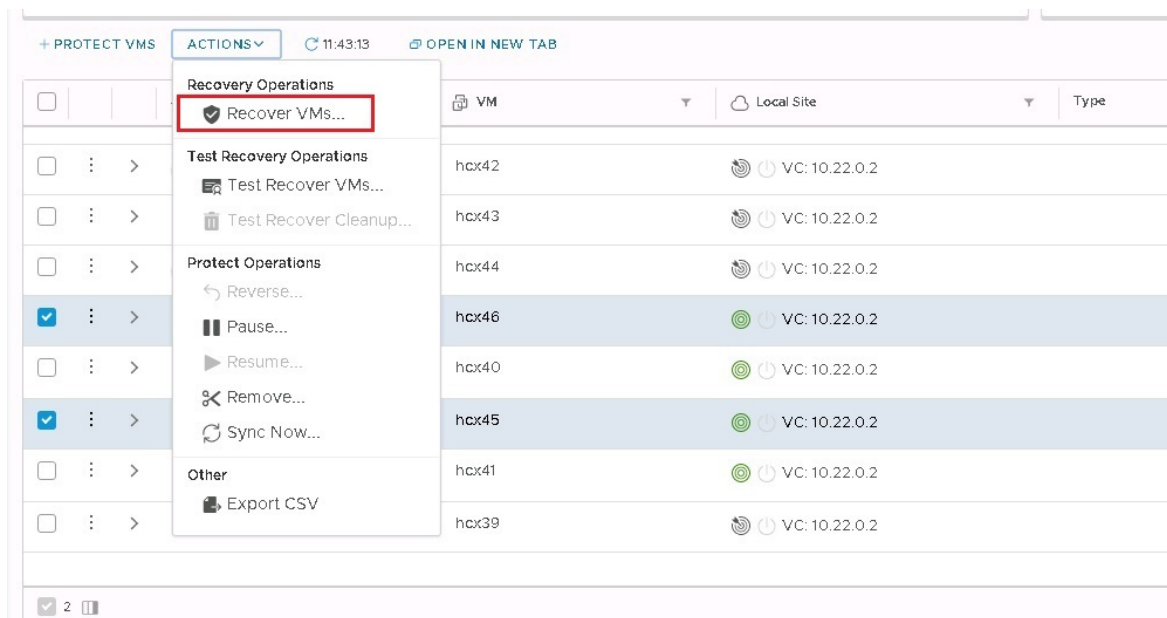 + PROTECT VMS ACTIONS 11:43:13 OPEN IN NEW TAB
Recovery Operations
Recover VMs...
Test Recovery Operations
Test Recover VMs...
Test Recover Cleanup...
Protect Operations
Reverse...
Pause...
Resume...
Remove...
Sync Now...
Other
Export CSV
VM Local Site Type
hcx42 VC: 10.22.0.2
hcx43 VC: 10.22.0.2
hcx44 VC: 10.22.0.2
hcx46 VC: 10.22.0.2
hcx40 VC: 10.22.0.2
hcx45 VC: 10.22.0.2
hcx41 VC: 10.22.0.2
hcx39 VC: 10.22.0.2
2